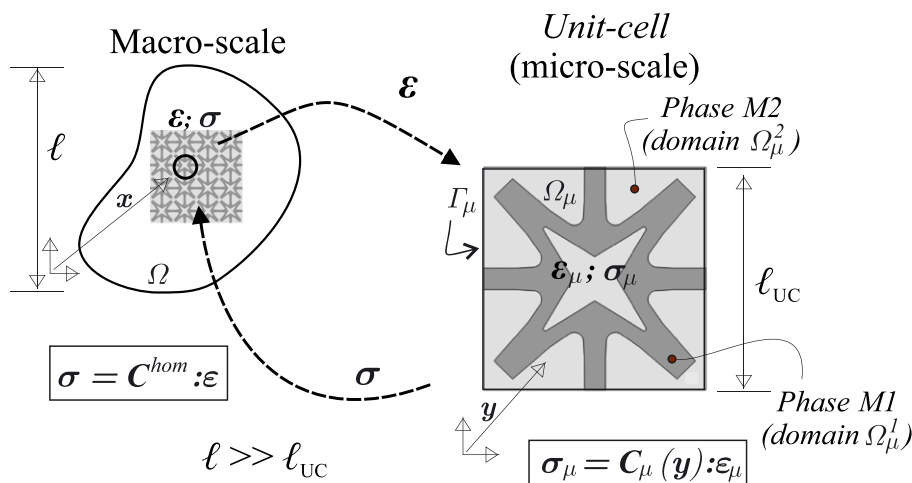 Macro-scale
Unit-cell
(micro-scale)
ε
Phase M2
(domain Ω²_μ)
ε; σ
ℓ
x
Ω
Γ_μ
Ω_μ
ε_μ; σ_μ
ℓ_UC
σ = C^hom : ε
σ
y
Phase M1
(domain Ω¹_μ)
ℓ >> ℓ_UC
σ_μ = C_μ (y) : ε_μ